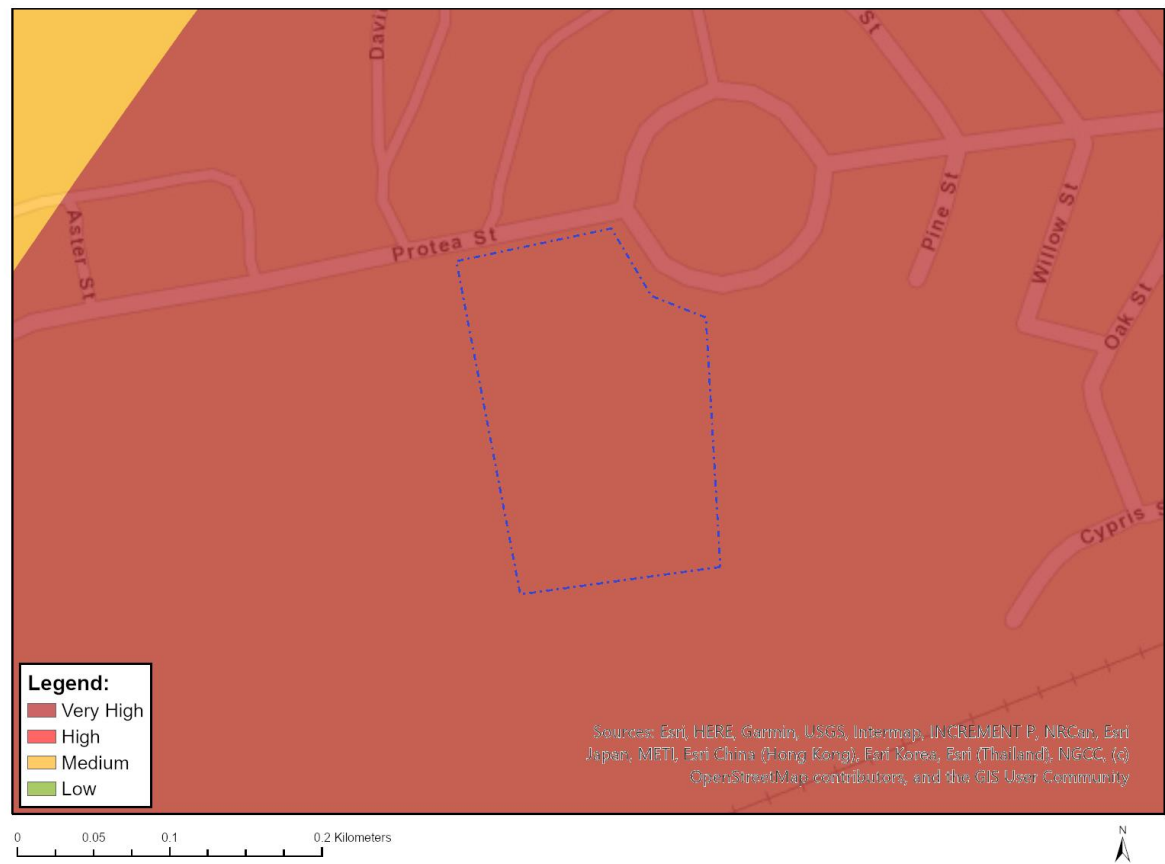 St
Davi
Aster St
Protea St
Pine St
Willow St
Oak St
Cypris S
Legend:
Very High
High
Medium
Low
Sources: Esri, HERE, Garmin, USGS, Intermap, INCREMENT P, NRCan, Esri
Japan, METI, Esri China (Hong Kong), Esri Korea, Esri (Thailand), NGCC, (c)
OpenStreetMap contributors, and the GIS User Community
0 0.05 0.1 0.2 Kilometers
N